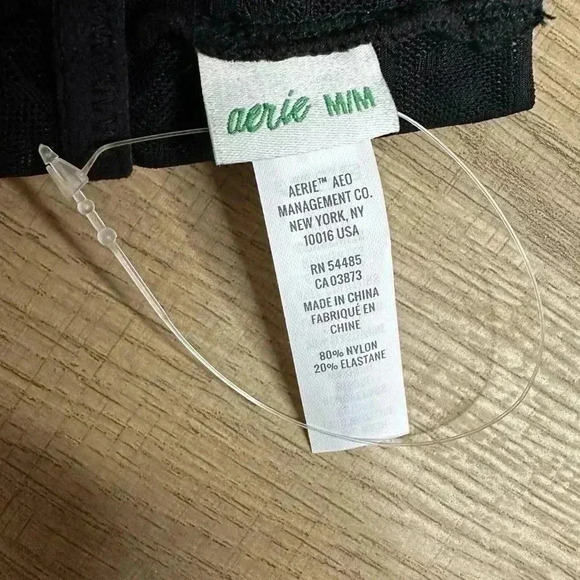 aerie M/M
AERIE™ AEO
MANAGEMENT CO.
NEW YORK, NY
10016 USA
RN 54485
CA 03873
MADE IN CHINA
FABRIQUÉ EN
CHINE
80% NYLON
20% ELASTANE